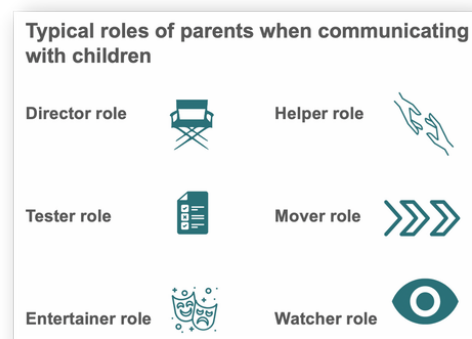 Typical roles of parents when communicating
with children
Director role
Helper role
Tester role
Mover role
Entertainer role
Watcher role